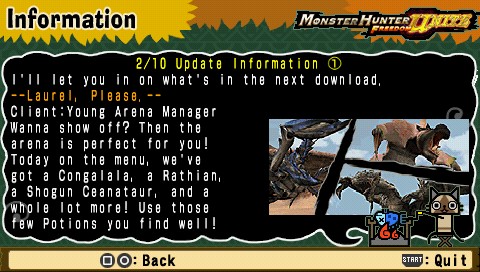 Information
MONSTER HUNTER
FREEDOM UNITE
2/10 Update Information ①
I'll let you in on what's in the next download.
--Laurel, Please.--
Client:Young Arena Manager
Wanna show off? Then the
arena is perfect for you!
Today on the menu, we've
got a Congalala, a Rathian,
a Shogun Ceanataur, and a
whole lot more! Use those
few Potions you find well!
: Back
START : Quit